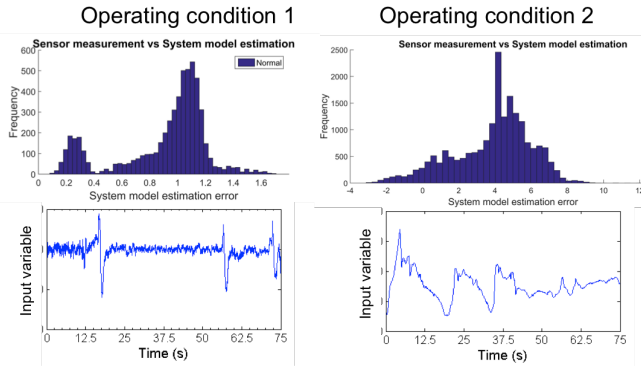 Operating condition 1
Operating condition 2
Sensor measurement vs System model estimation
Sensor measurement vs System model estimation
Normal
Frequency
600
500
400
300
200
100
0
0 0.2 0.4 0.6 0.8 1 1.2 1.4 1.6
System model estimation error
Frequency
2500
2000
1500
1000
500
0
-4 -2 0 2 4 6 8 10 12
System model estimation error
Input variable
0 12.5 25 37.5 50 62.5 75
Time (s)
Input variable
0 12.5 25 37.5 50 62.5 75
Time (s)